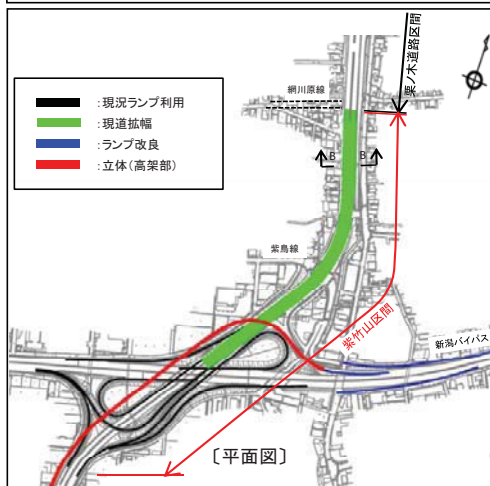 栗ノ木道路区間
:現況ランプ利用
:現道拡幅
:ランプ改良
:立体(高架部)
網川原線
B
B
紫鳥線
紫竹山区間
新潟バイパス
〔平面図〕